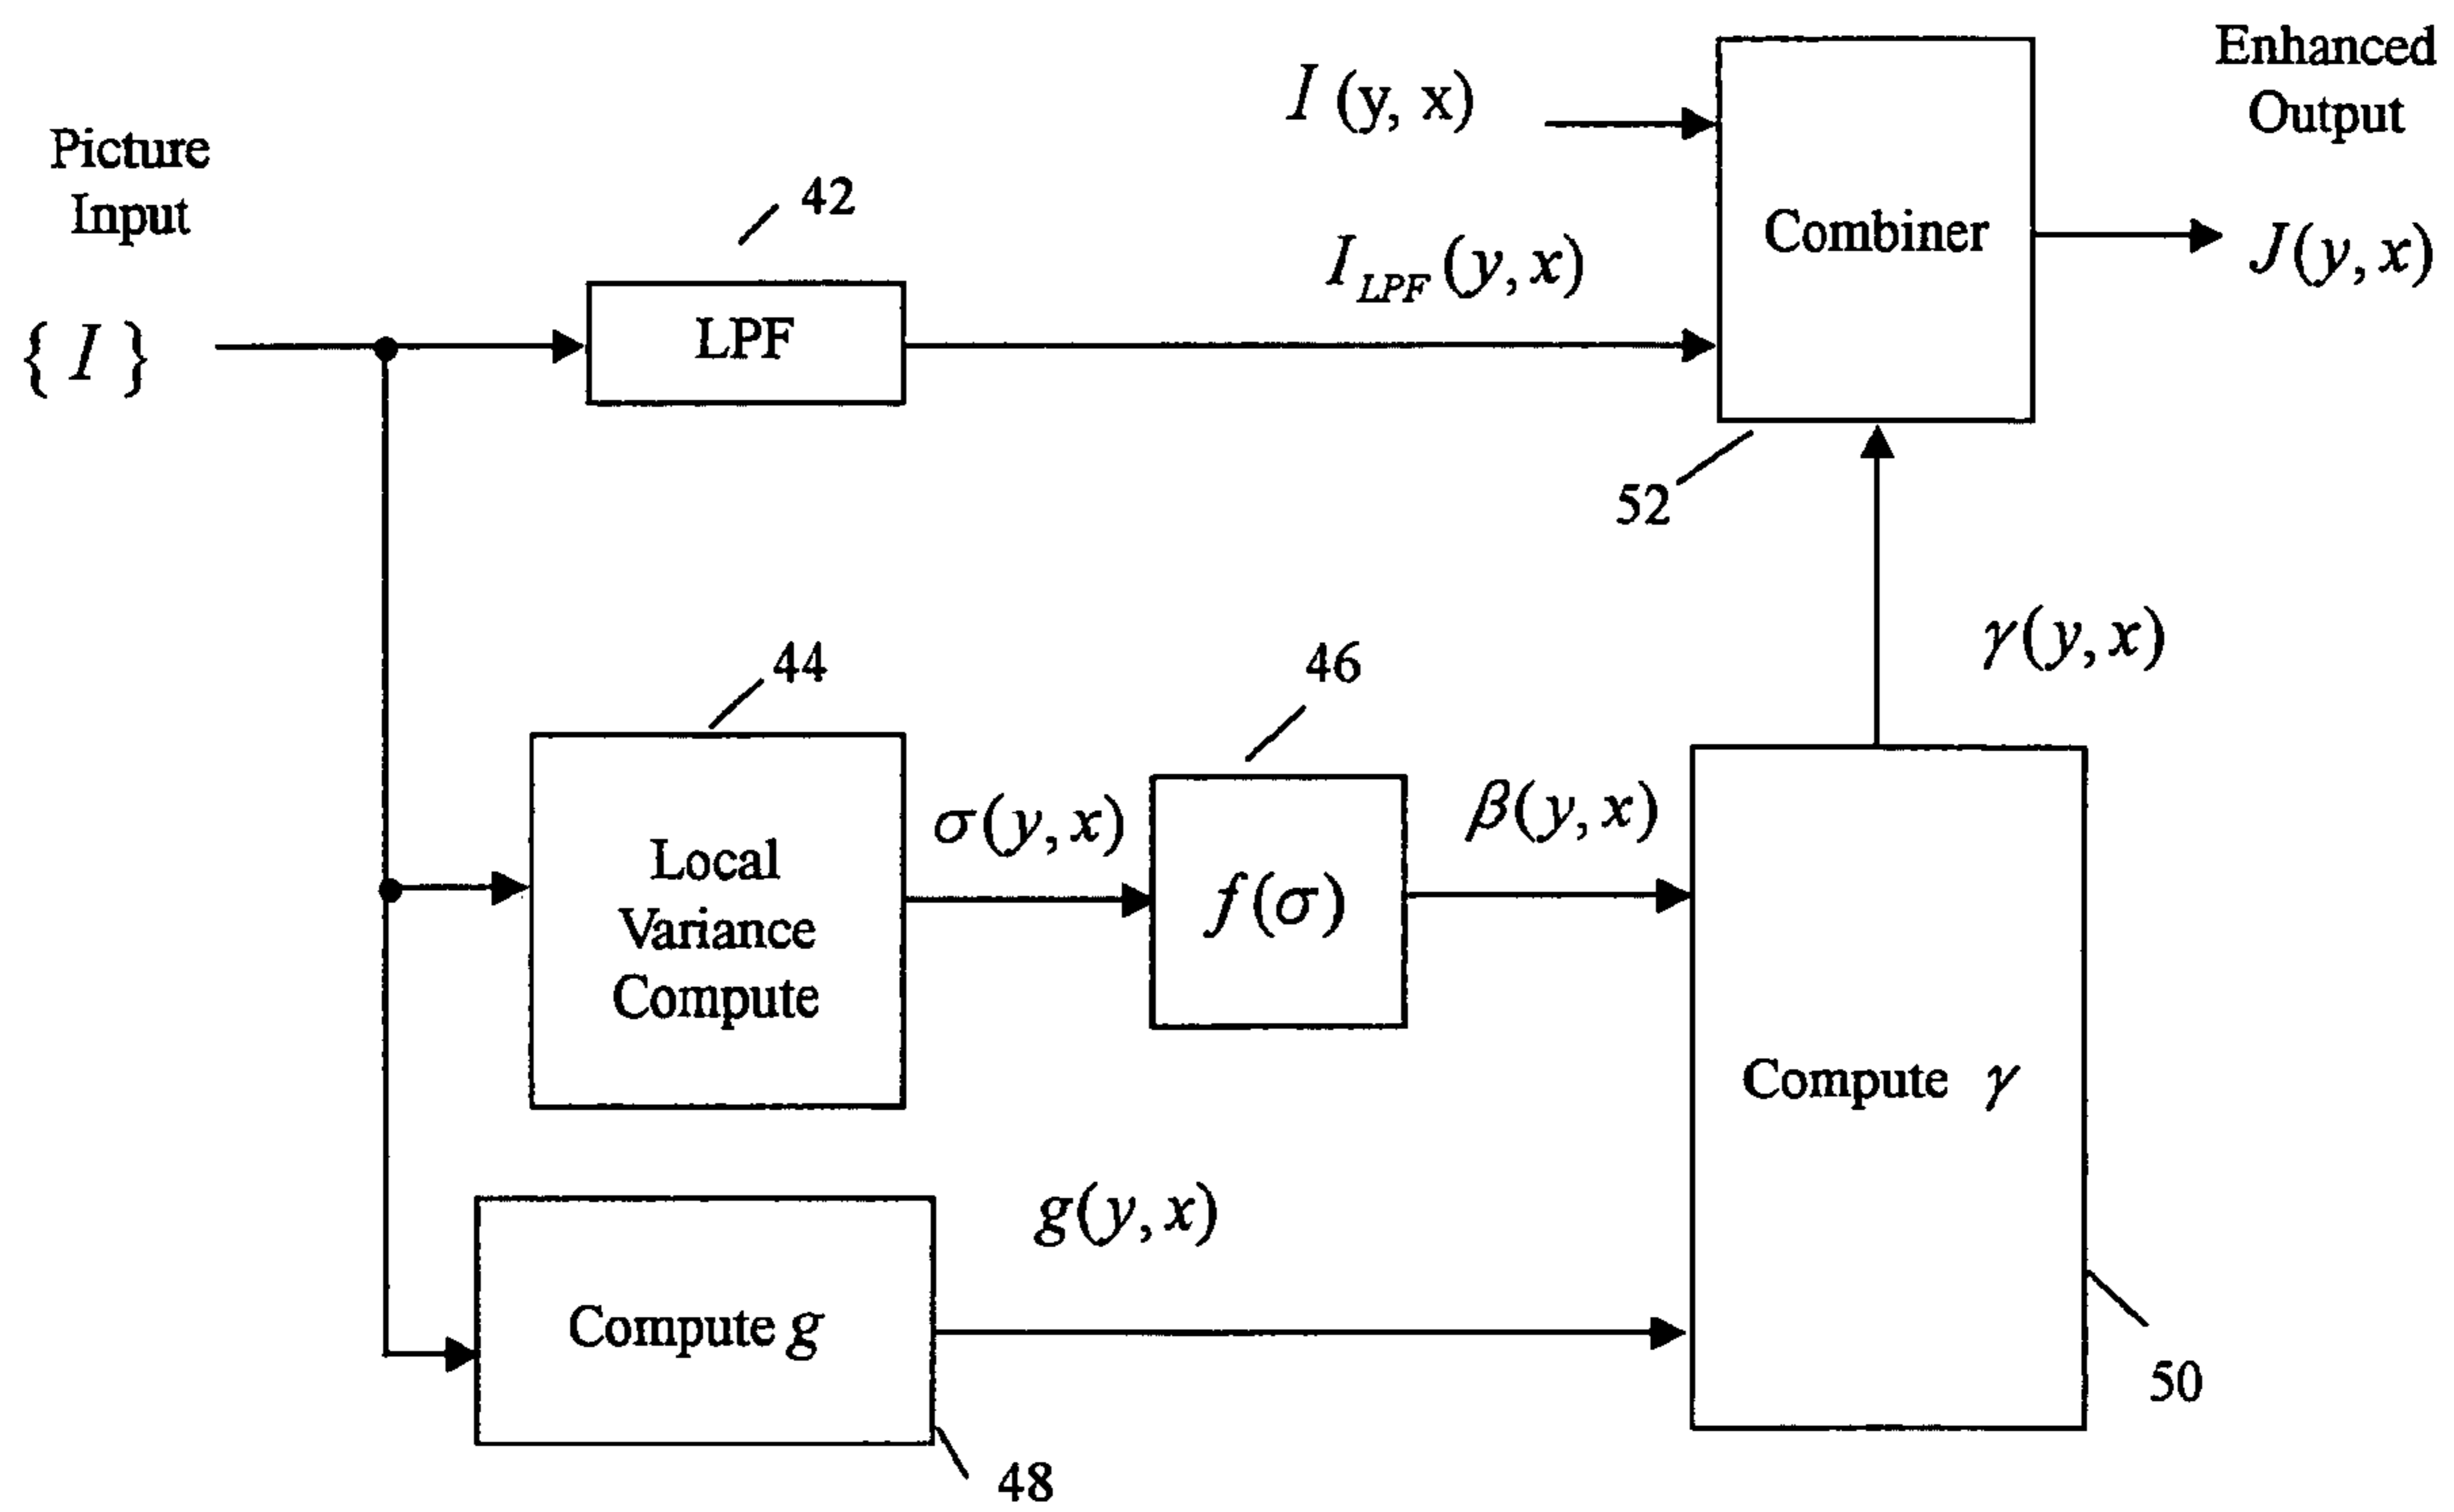 Picture
Input
{ I }
42
LPF
I (y, x)
I_LPF (y, x)
Combiner
52
Enhanced
Output
J(y, x)
44
Local
Variance
Compute
σ(y, x)
46
f(σ)
β(y, x)
γ(y, x)
Compute γ
50
Compute g
g(y, x)
48